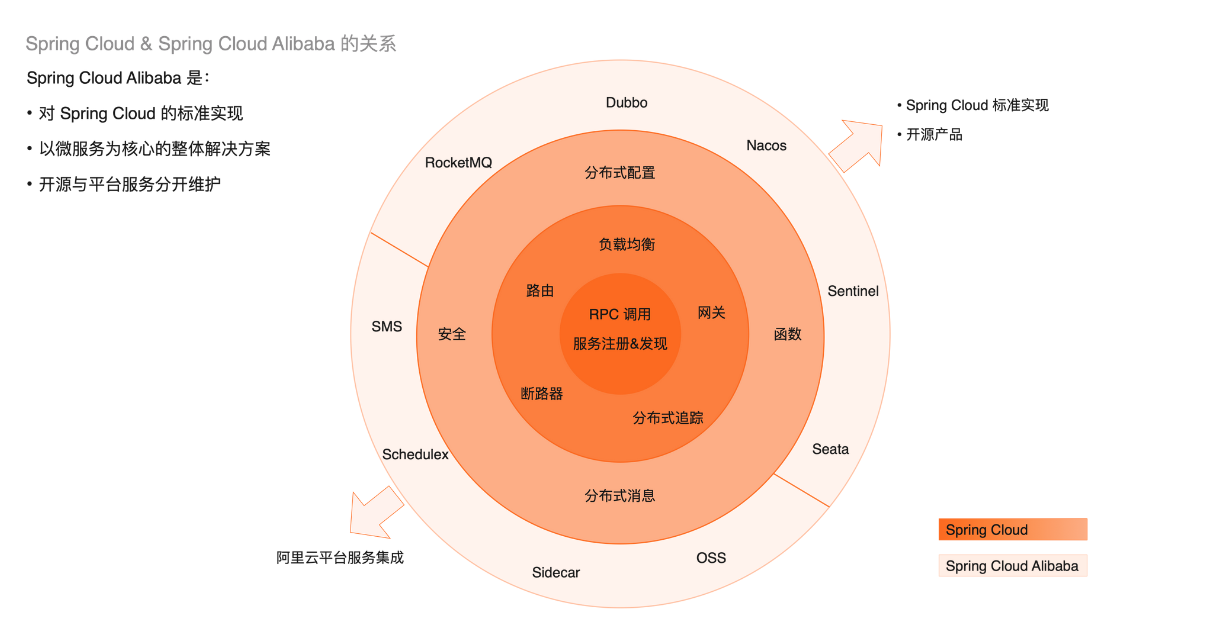 Spring Cloud & Spring Cloud Alibaba 的关系
Spring Cloud Alibaba 是：
• 对 Spring Cloud 的标准实现
• 以微服务为核心的整体解决方案
• 开源与平台服务分开维护
Dubbo
• Spring Cloud 标准实现
• 开源产品
Nacos
RocketMQ
分布式配置
负载均衡
路由
Sentinel
RPC 调用
网关
SMS
安全
函数
服务注册&发现
断路器
分布式追踪
Seata
Schedulex
分布式消息
阿里云平台服务集成
OSS
Sidecar
Spring Cloud
Spring Cloud Alibaba